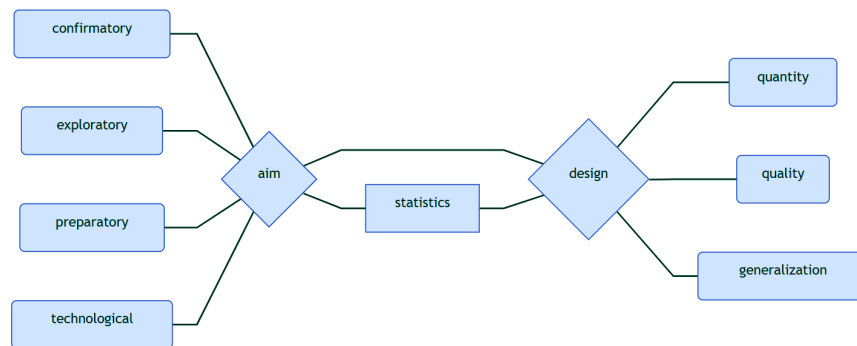 confirmatory
exploratory
preparatory
technological
aim
statistics
design
quantity
quality
generalization